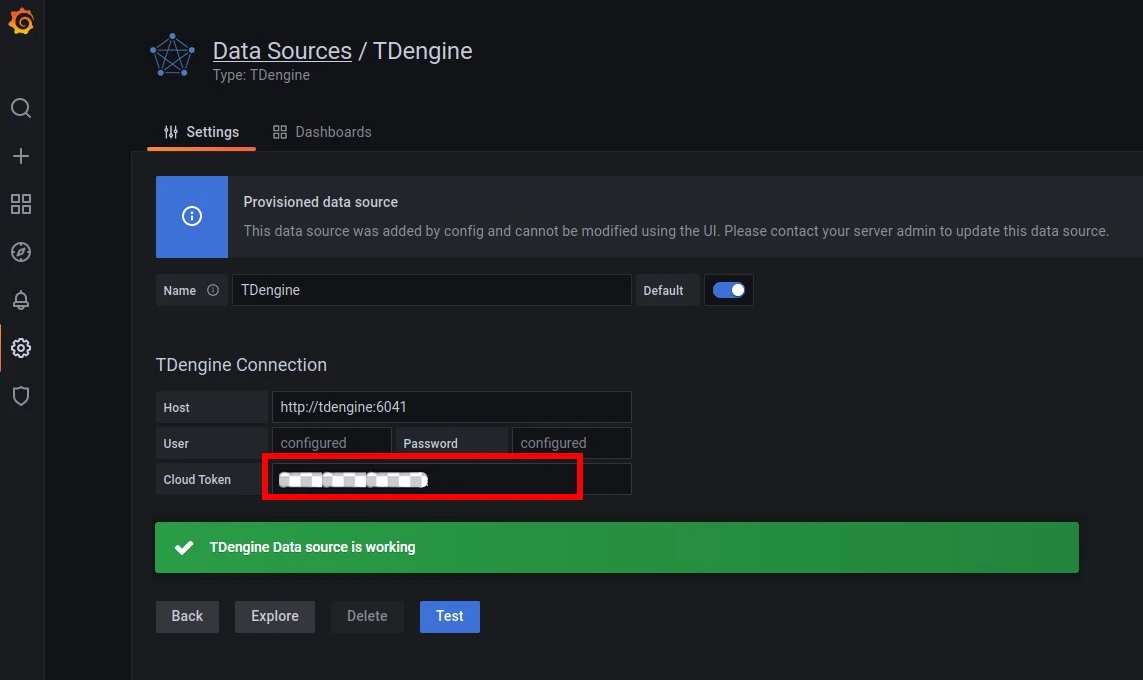 Data Sources / TDengine
Type: TDengine
Settings
Dashboards
Provisioned data source
This data source was added by config and cannot be modified using the UI. Please contact your server admin to update this data source.
Name
TDengine
Default
TDengine Connection
Host
http://tdengine:6041
User
configured
Password
configured
Cloud Token
TDengine Data source is working
Back
Explore
Delete
Test